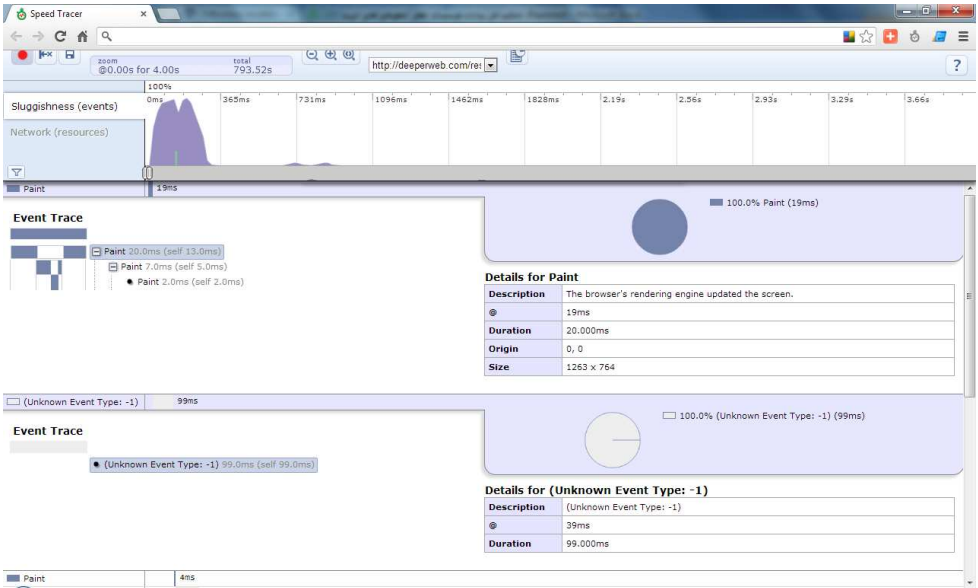 Speed Tracer
zoom
@0.00s for 4.00s
total
793.52s
http://deeperweb.com/re
?
100%
Sluggishness (events)
0ms
365ms
731ms
1096ms
1462ms
1828ms
2.19s
2.56s
2.93s
3.29s
3.66s
Network (resources)
Paint
19ms
Event Trace
Paint 20.0ms (self 13.0ms)
Paint 7.0ms (self 5.0ms)
Paint 2.0ms (self 2.0ms)
100.0% Paint (19ms)
Details for Paint
Description The browser's rendering engine updated the screen.
@ 19ms
Duration 20.000ms
Origin 0, 0
Size 1263 x 764
(Unknown Event Type: -1)
99ms
Event Trace
(Unknown Event Type: -1) 99.0ms (self 99.0ms)
100.0% (Unknown Event Type: -1) (99ms)
Details for (Unknown Event Type: -1)
Description (Unknown Event Type: -1)
@ 39ms
Duration 99.000ms
Paint
4ms